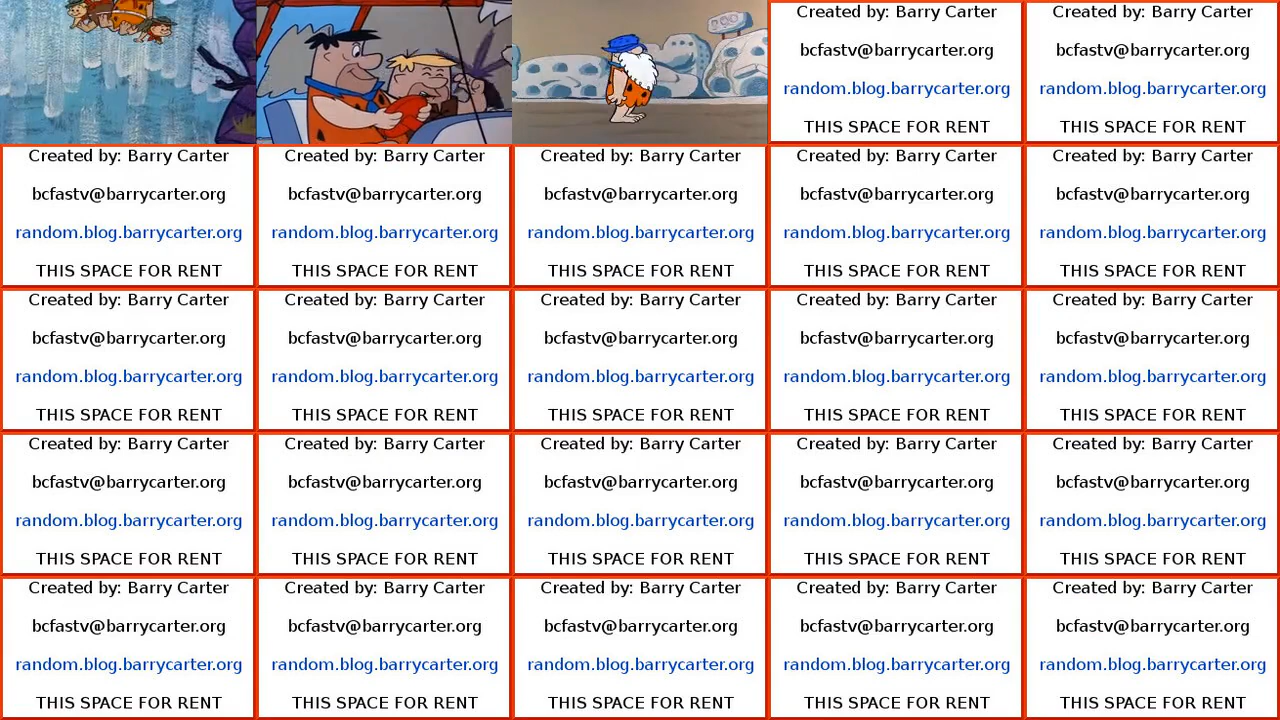 Created by: Barry Carter
bcfastv@barrycarter.org
random.blog.barrycarter.org
THIS SPACE FOR RENT
Created by: Barry Carter
bcfastv@barrycarter.org
random.blog.barrycarter.org
THIS SPACE FOR RENT
Created by: Barry Carter
bcfastv@barrycarter.org
random.blog.barrycarter.org
THIS SPACE FOR RENT
Created by: Barry Carter
bcfastv@barrycarter.org
random.blog.barrycarter.org
THIS SPACE FOR RENT
Created by: Barry Carter
bcfastv@barrycarter.org
random.blog.barrycarter.org
THIS SPACE FOR RENT
Created by: Barry Carter
bcfastv@barrycarter.org
random.blog.barrycarter.org
THIS SPACE FOR RENT
Created by: Barry Carter
bcfastv@barrycarter.org
random.blog.barrycarter.org
THIS SPACE FOR RENT
Created by: Barry Carter
bcfastv@barrycarter.org
random.blog.barrycarter.org
THIS SPACE FOR RENT
Created by: Barry Carter
bcfastv@barrycarter.org
random.blog.barrycarter.org
THIS SPACE FOR RENT
Created by: Barry Carter
bcfastv@barrycarter.org
random.blog.barrycarter.org
THIS SPACE FOR RENT
Created by: Barry Carter
bcfastv@barrycarter.org
random.blog.barrycarter.org
THIS SPACE FOR RENT
Created by: Barry Carter
bcfastv@barrycarter.org
random.blog.barrycarter.org
THIS SPACE FOR RENT
Created by: Barry Carter
bcfastv@barrycarter.org
random.blog.barrycarter.org
THIS SPACE FOR RENT
Created by: Barry Carter
bcfastv@barrycarter.org
random.blog.barrycarter.org
THIS SPACE FOR RENT
Created by: Barry Carter
bcfastv@barrycarter.org
random.blog.barrycarter.org
THIS SPACE FOR RENT
Created by: Barry Carter
bcfastv@barrycarter.org
random.blog.barrycarter.org
THIS SPACE FOR RENT
Created by: Barry Carter
bcfastv@barrycarter.org
random.blog.barrycarter.org
THIS SPACE FOR RENT
Created by: Barry Carter
bcfastv@barrycarter.org
random.blog.barrycarter.org
THIS SPACE FOR RENT
Created by: Barry Carter
bcfastv@barrycarter.org
random.blog.barrycarter.org
THIS SPACE FOR RENT
Created by: Barry Carter
bcfastv@barrycarter.org
random.blog.barrycarter.org
THIS SPACE FOR RENT
Created by: Barry Carter
bcfastv@barrycarter.org
random.blog.barrycarter.org
THIS SPACE FOR RENT
Created by: Barry Carter
bcfastv@barrycarter.org
random.blog.barrycarter.org
THIS SPACE FOR RENT